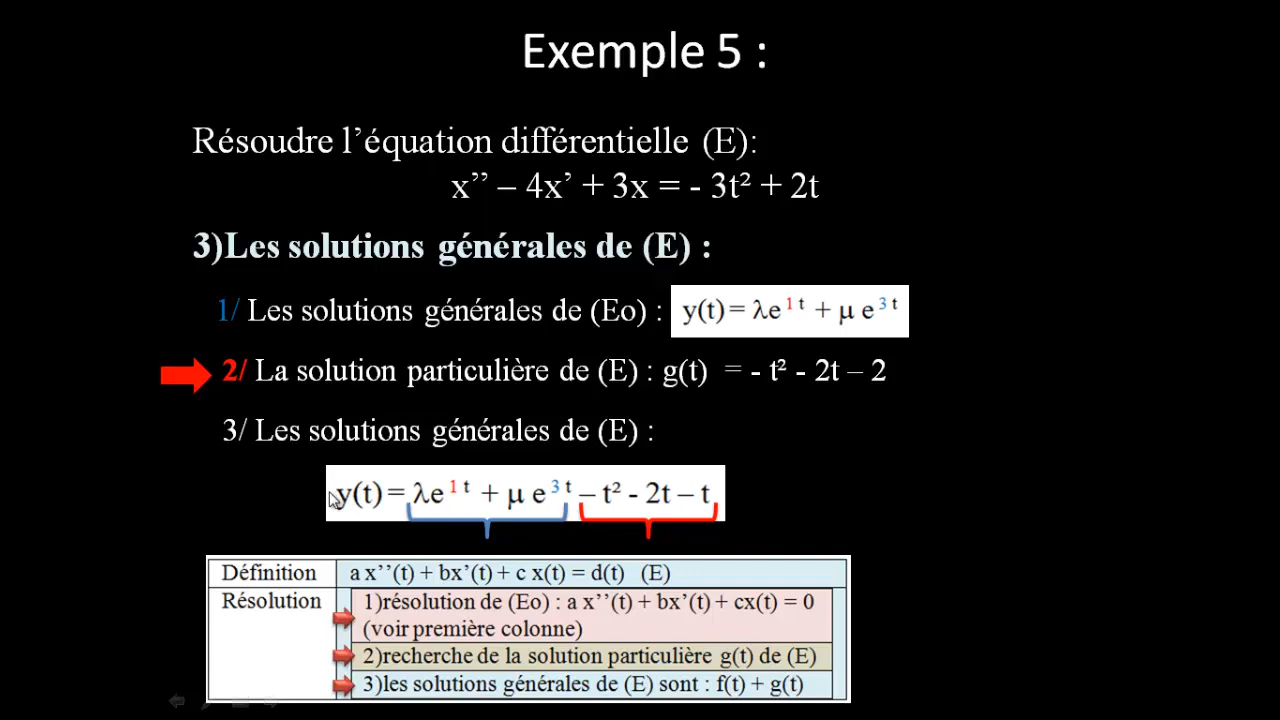 Exemple 5 :
Résoudre l’équation différentielle (E):
x’’ – 4x’ + 3x = - 3t² + 2t
3)Les solutions générales de (E) :
1/ Les solutions générales de (Eo) : y(t) = λe¹ ᵗ + μ e³ ᵗ
2/ La solution particulière de (E) : g(t) = - t² - 2t – 2
3/ Les solutions générales de (E) :
y(t) = λe¹ ᵗ + μ e³ ᵗ – t² - 2t – t
Définition a x’’(t) + bx’(t) + c x(t) = d(t) (E)
Résolution 1)résolution de (Eo) : a x’’(t) + bx’(t) + cx(t) = 0
(voir première colonne)
2)recherche de la solution particulière g(t) de (E)
3)les solutions générales de (E) sont : f(t) + g(t)